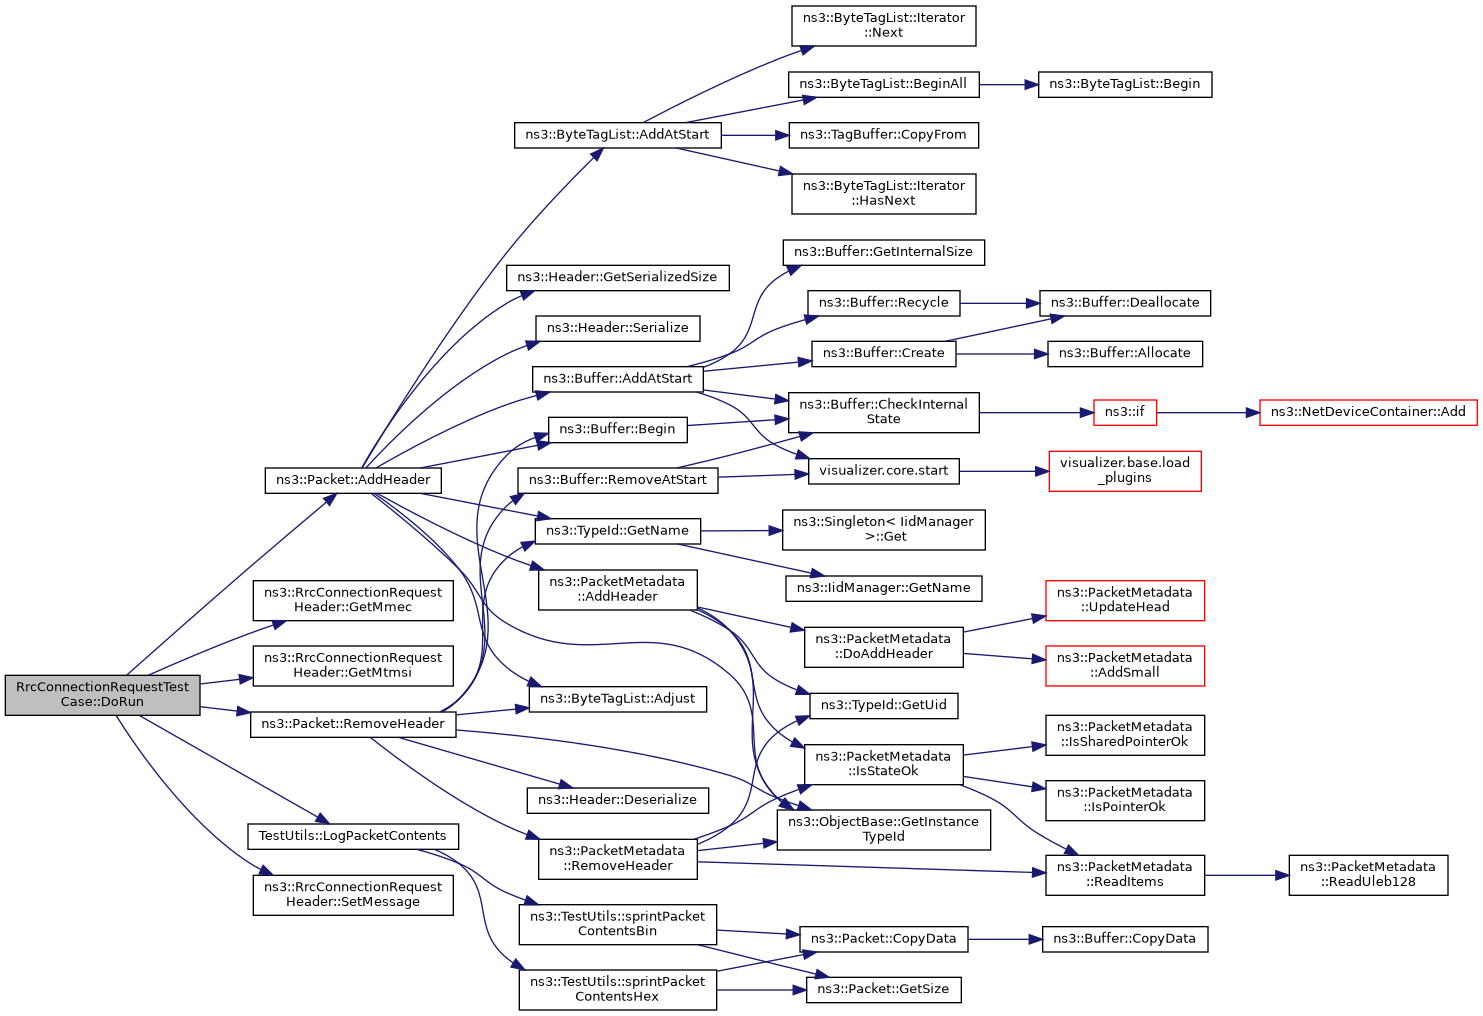 ns3::ByteTagList::Iterator
::Next
ns3::ByteTagList::BeginAll
ns3::ByteTagList::Begin
ns3::ByteTagList::AddAtStart
ns3::TagBuffer::CopyFrom
ns3::ByteTagList::Iterator
::HasNext
ns3::Buffer::GetInternalSize
ns3::Header::GetSerializedSize
ns3::Buffer::Recycle
ns3::Buffer::Deallocate
ns3::Header::Serialize
ns3::Buffer::Create
ns3::Buffer::Allocate
ns3::Buffer::AddAtStart
ns3::Buffer::CheckInternal
State
ns3::if
ns3::NetDeviceContainer::Add
ns3::Buffer::Begin
visualizer.core.start
visualizer.base.load
_plugins
ns3::Packet::AddHeader
ns3::Buffer::RemoveAtStart
ns3::TypeId::GetName
ns3::Singleton< IidManager
>::Get
ns3::IidManager::GetName
ns3::PacketMetadata
::AddHeader
ns3::RrcConnectionRequest
Header::GetMmec
ns3::PacketMetadata
::UpdateHead
ns3::PacketMetadata
::DoAddHeader
ns3::PacketMetadata
::AddSmall
ns3::RrcConnectionRequest
Header::GetMtmsi
RrcConnectionRequestTest
Case::DoRun
ns3::ByteTagList::Adjust
ns3::TypeId::GetUid
ns3::Packet::RemoveHeader
ns3::PacketMetadata
::IsSharedPointerOk
ns3::PacketMetadata
::IsStateOk
ns3::PacketMetadata
::IsPointerOk
ns3::Header::Deserialize
ns3::ObjectBase::GetInstance
TypeId
TestUtils::LogPacketContents
ns3::PacketMetadata
::RemoveHeader
ns3::PacketMetadata
::ReadItems
ns3::PacketMetadata
::ReadUleb128
ns3::RrcConnectionRequest
Header::SetMessage
ns3::TestUtils::sprintPacket
ContentsBin
ns3::Packet::CopyData
ns3::Buffer::CopyData
ns3::TestUtils::sprintPacket
ContentsHex
ns3::Packet::GetSize